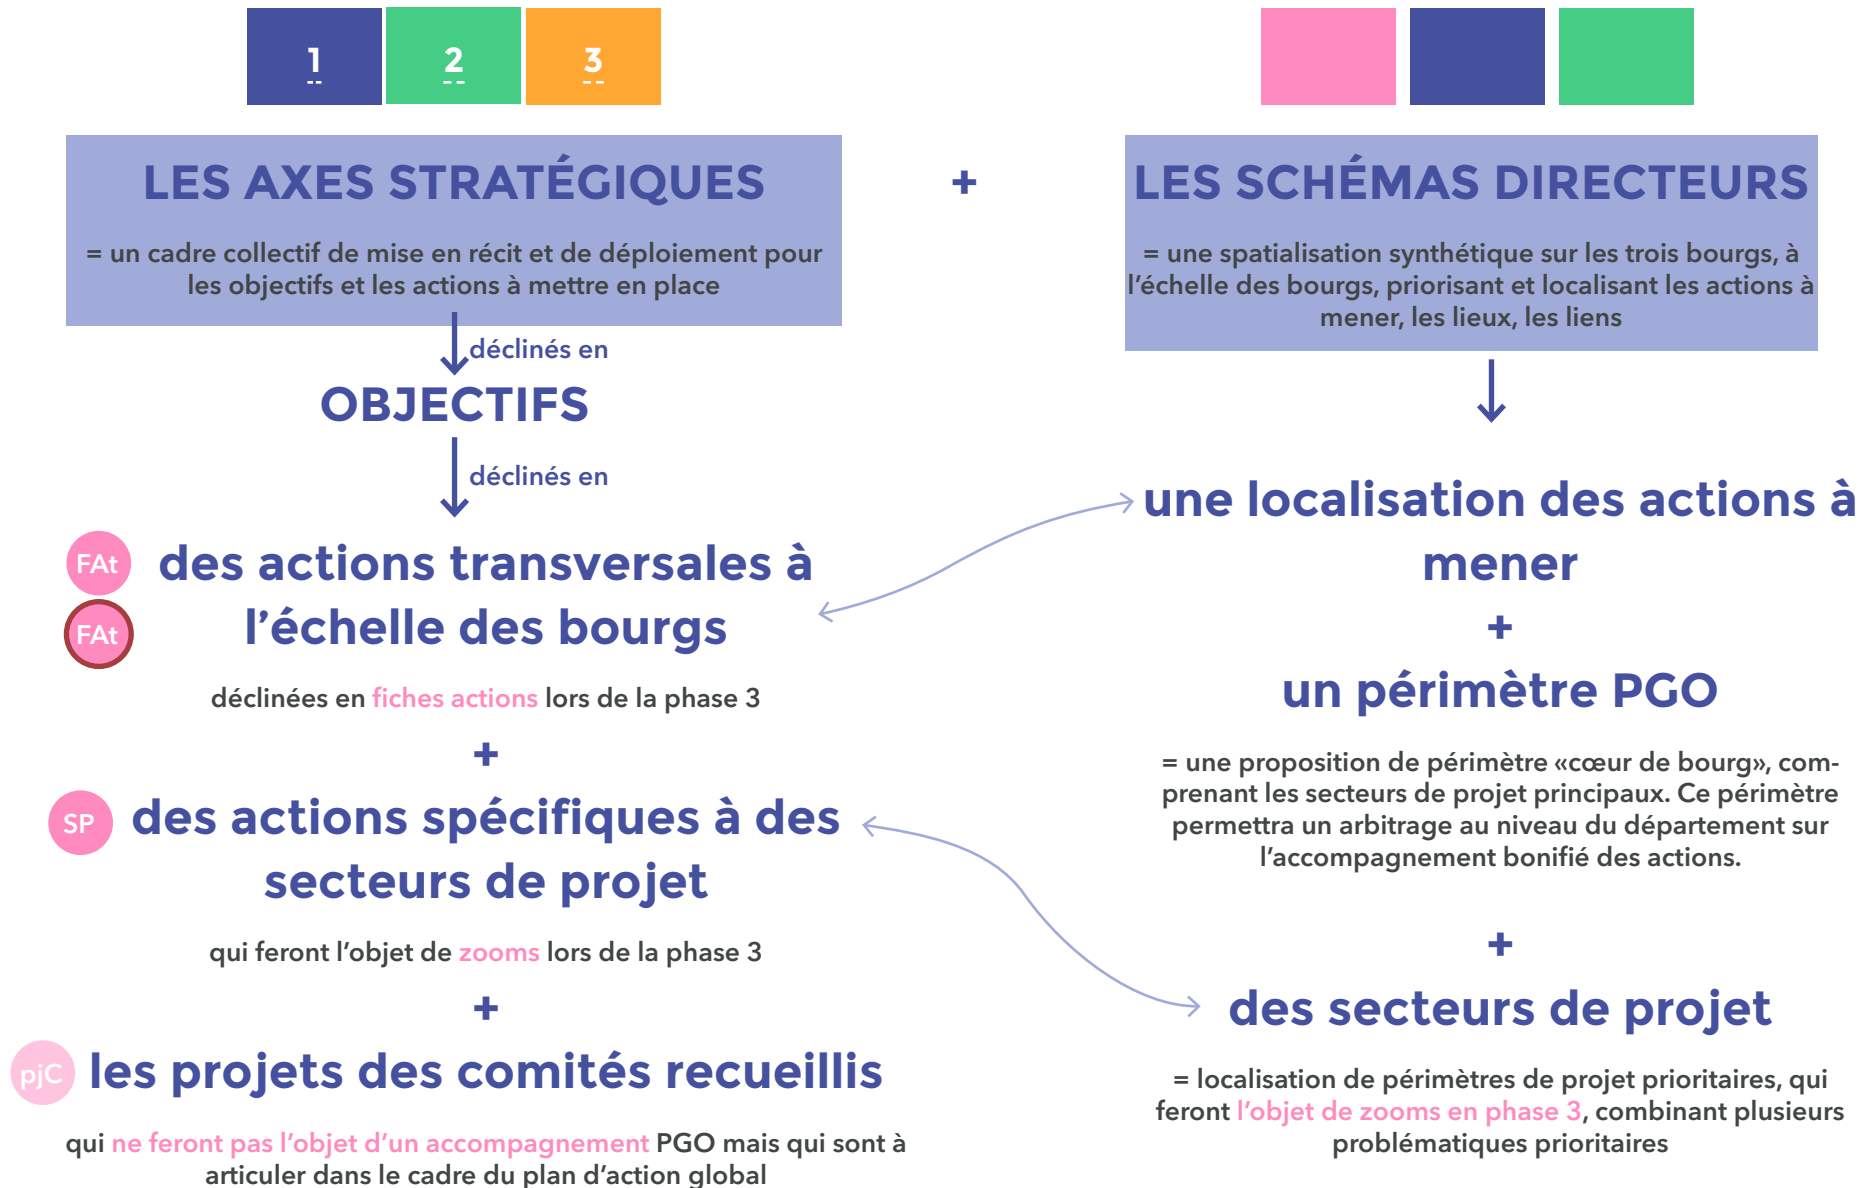 1
2
3
LES AXES STRATÉGIQUES
= un cadre collectif de mise en récit et de déploiement pour
les objectifs et les actions à mettre en place
déclinés en
OBJECTIFS
déclinés en
FAt
des actions transversales à
FAt
l’échelle des bourgs
déclinées en fiches actions lors de la phase 3
+
SP
des actions spécifiques à des
secteurs de projet
qui feront l’objet de zooms lors de la phase 3
+
pjC
les projets des comités recueillis
qui ne feront pas l’objet d’un accompagnement PGO mais qui sont à
articuler dans le cadre du plan d’action global
+
LES SCHÉMAS DIRECTEURS
= une spatialisation synthétique sur les trois bourgs, à
l’échelle des bourgs, priorisant et localisant les actions à
mener, les lieux, les liens
une localisation des actions à
mener
+
un périmètre PGO
= une proposition de périmètre «cœur de bourg», com-
prenant les secteurs de projet principaux. Ce périmètre
permettra un arbitrage au niveau du département sur
l’accompagnement bonifié des actions.
+
des secteurs de projet
= localisation de périmètres de projet prioritaires, qui
feront l’objet de zooms en phase 3, combinant plusieurs
problématiques prioritaires